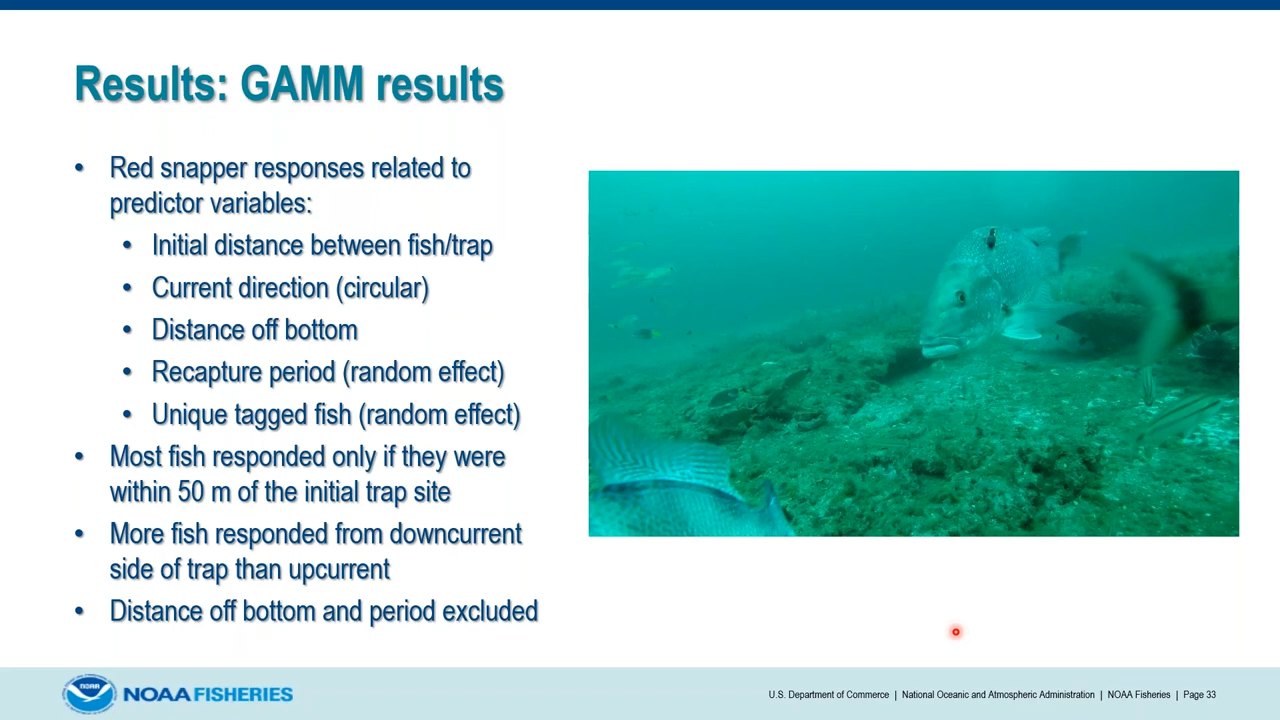 Results: GAMM results
• Red snapper responses related to
predictor variables:
• Initial distance between fish/trap
• Current direction (circular)
• Distance off bottom
• Recapture period (random effect)
• Unique tagged fish (random effect)
• Most fish responded only if they were
within 50 m of the initial trap site
• More fish responded from downcurrent
side of trap than upcurrent
• Distance off bottom and period excluded
NOAA
NOAA FISHERIES
U.S. Department of Commerce | National Oceanic and Atmospheric Administration | NOAA Fisheries | Page 33